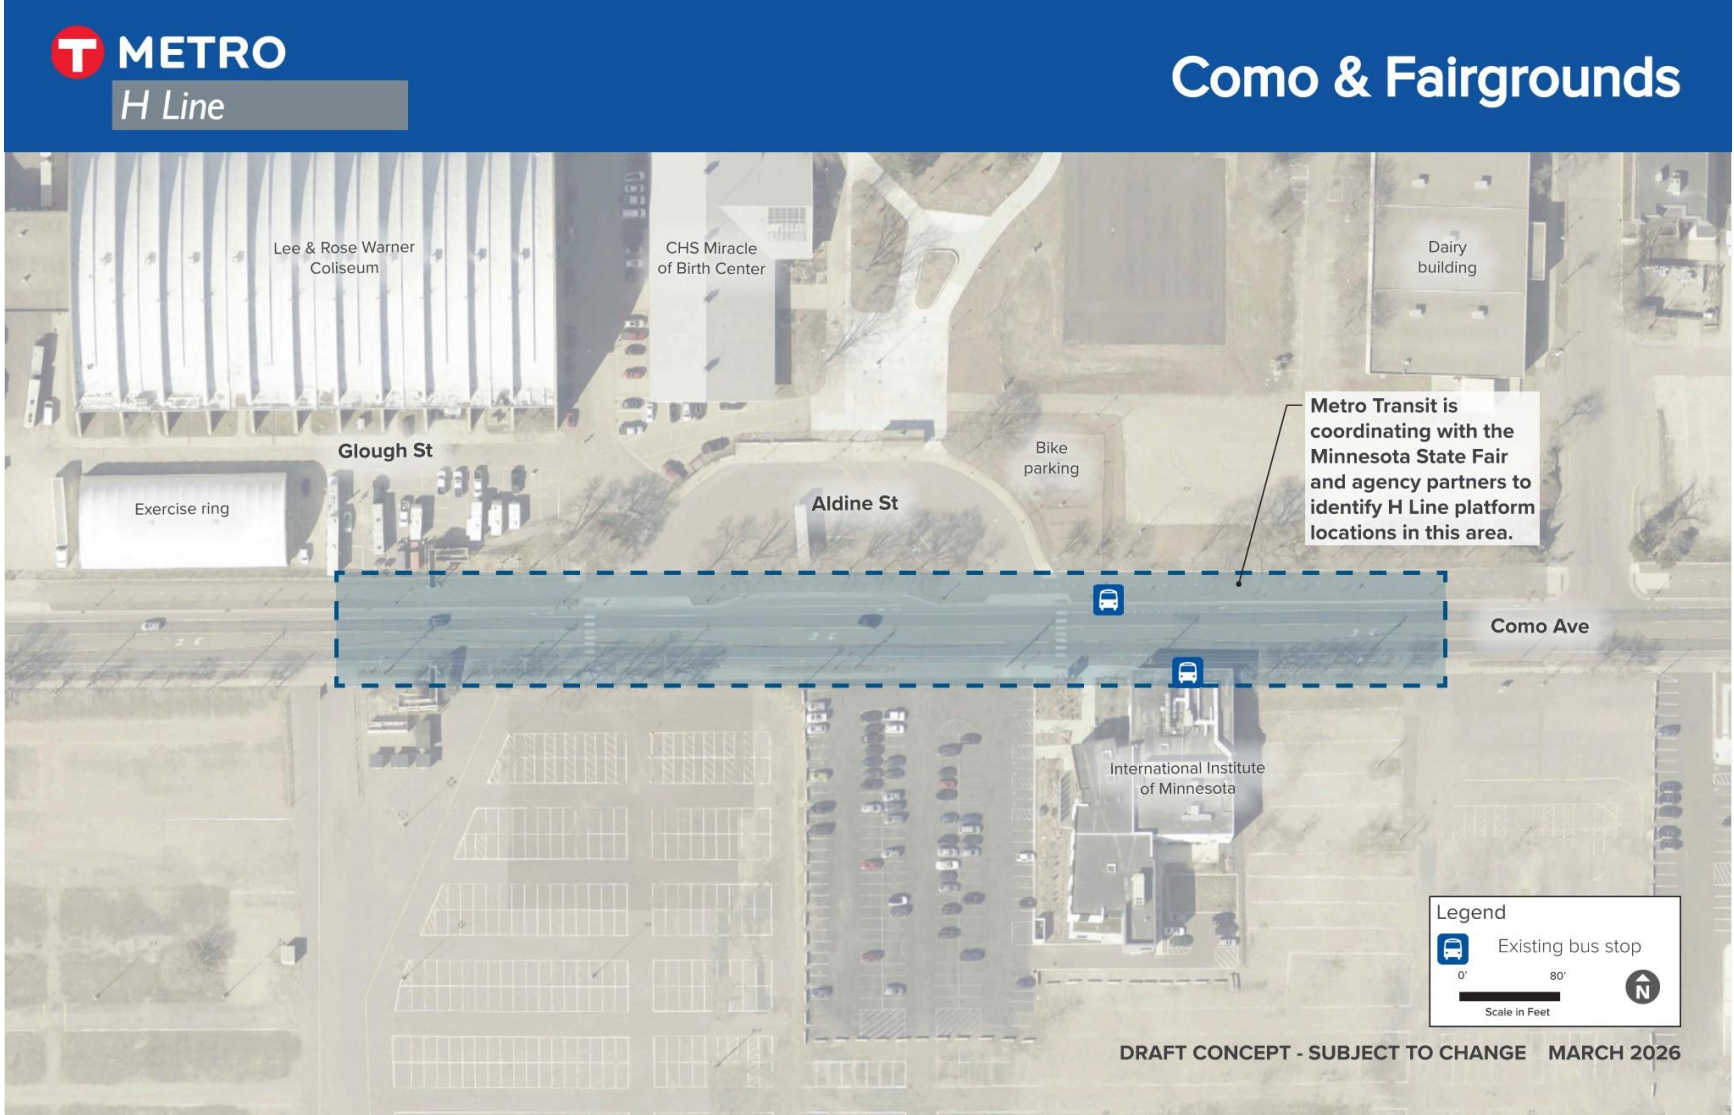 T METRO
H Line
Como & Fairgrounds
Lee & Rose Warner
Coliseum
CHS Miracle
of Birth Center
Dairy
building
Metro Transit is
coordinating with the
Minnesota State Fair
and agency partners to
identify H Line platform
locations in this area.
Glough St
Bike
parking
Exercise ring
Aldine St
Como Ave
International Institute
of Minnesota
Legend
Existing bus stop
0' 80'
Scale in Feet
N
DRAFT CONCEPT - SUBJECT TO CHANGE MARCH 2026